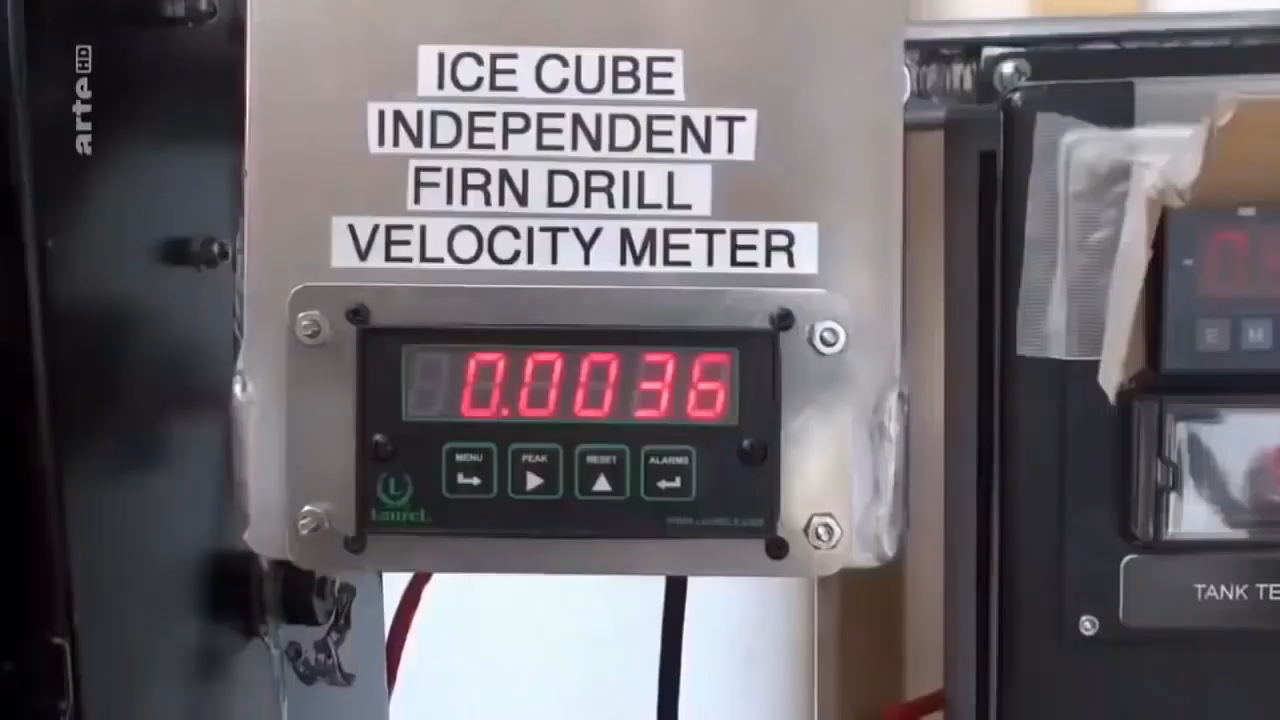 arte HD
ICE CUBE
INDEPENDENT
FIRN DRILL
VELOCITY METER
0.0036
MENU PEAK RESET ALARMS
L
Laurel
E M
TANK TE